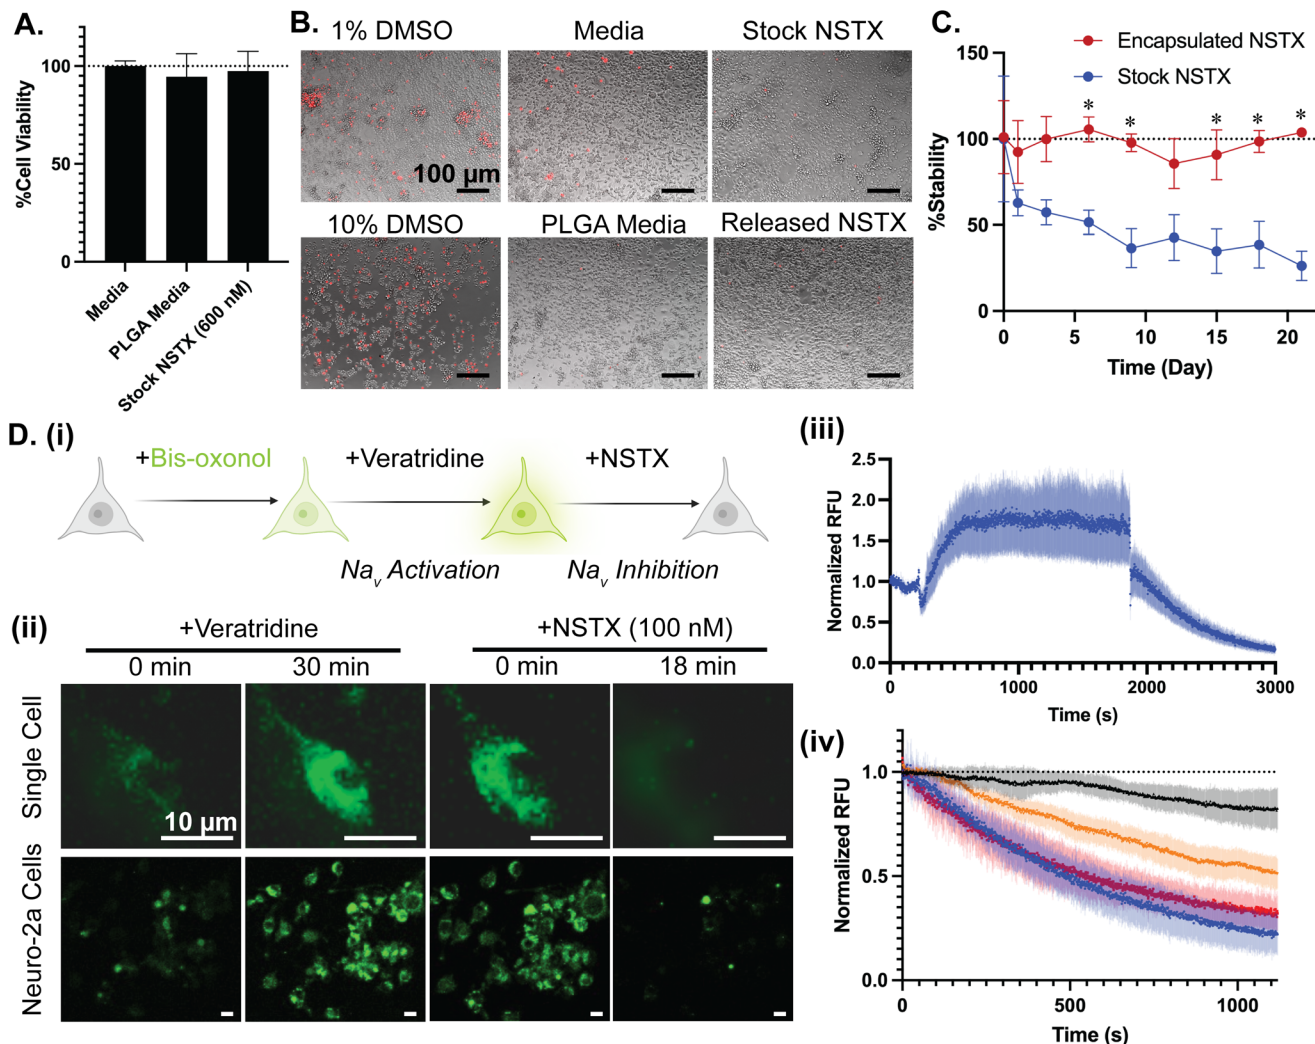 A.
%Cell Viability
100
50
0
Media
PLGA Media
Stock NSTX (600 nM)
B.
1% DMSO
Media
Stock NSTX
100 µm
10% DMSO
PLGA Media
Released NSTX
C.
Encapsulated NSTX
Stock NSTX
%Stability
150
100
50
0
* * * * *
0 5 10 15 20
Time (Day)
D. (i)
+Bis-oxonol
+Veratridine
+NSTX
Nav Activation
Nav Inhibition
(ii)
+Veratridine
+NSTX (100 nM)
0 min
30 min
0 min
18 min
Single Cell
10 µm
Neuro-2a Cells
(iii)
Normalized RFU
2.5
2.0
1.5
1.0
0.5
0.0
0 1000 2000 3000
Time (s)
(iv)
Normalized RFU
1.0
0.5
0.0
0 500 1000
Time (s)